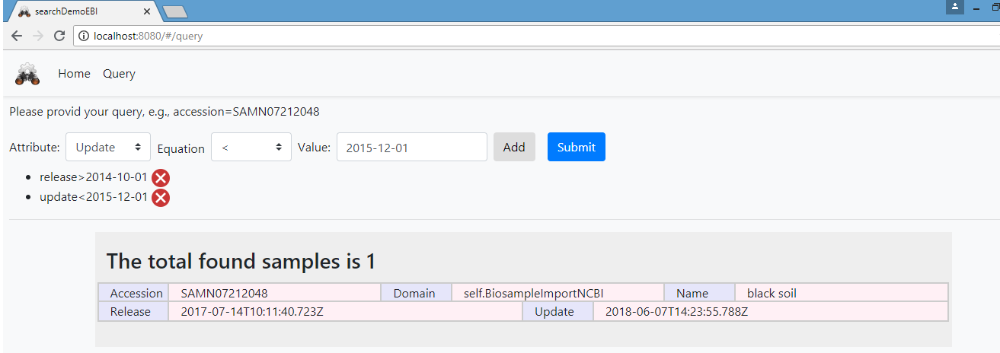 searchDemoEBI
localhost:8080/#/query
Home Query
Please provid your query, e.g., accession=SAMN07212048
Attribute: Update Equation < Value: 2015-12-01 Add Submit
release>2014-10-01
update<2015-12-01
The total found samples is 1
Accession SAMN07212048 Domain self.BiosampleImportNCBI Name black soil
Release 2017-07-14T10:11:40.723Z Update 2018-06-07T14:23:55.788Z